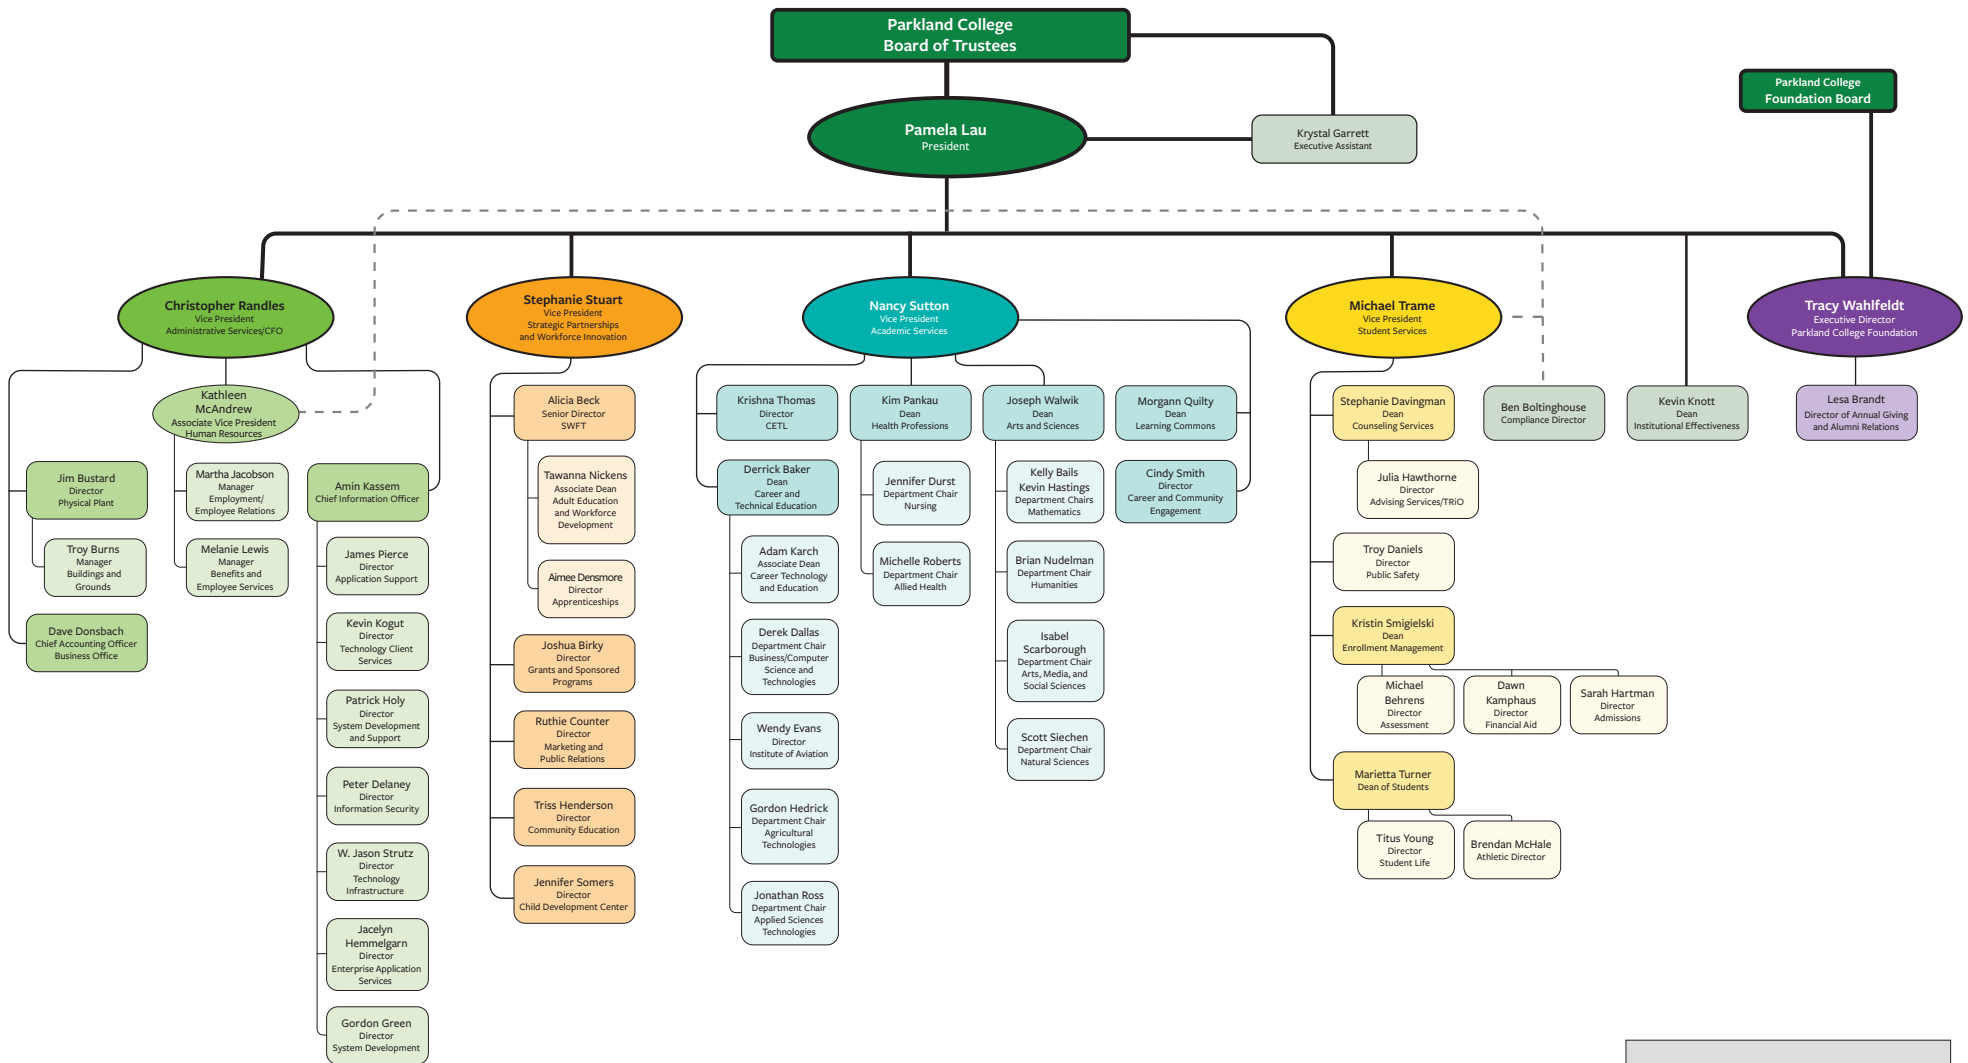 Parkland College
Board of Trustees
Parkland College
Foundation Board
Pamela Lau
President
Krystal Garrett
Executive Assistant
Christopher Randles
Vice President
Administrative Services/CFO
Stephanie Stuart
Vice President
Strategic Partnerships
and Workforce Innovation
Nancy Sutton
Vice President
Academic Services
Michael Trame
Vice President
Student Services
Tracy Wahlfeldt
Executive Director
Parkland College Foundation
Kathleen
McAndrew
Associate Vice President
Human Resources
Jim Bustard
Director
Physical Plant
Troy Burns
Manager
Buildings and
Grounds
Dave Donsbach
Chief Accounting Officer
Business Office
Martha Jacobson
Manager
Employment/
Employee Relations
Melanie Lewis
Manager
Benefits and
Employee Services
Amin Kassem
Chief Information Officer
James Pierce
Director
Application Support
Kevin Kogut
Director
Technology Client
Services
Patrick Holy
Director
System Development
and Support
Peter Delaney
Director
Information Security
W. Jason Strutz
Director
Technology
Infrastructure
Jacelyn
Hemmelgarn
Director
Enterprise Application
Services
Gordon Green
Director
System Development
Alicia Beck
Senior Director
SWFT
Tawanna Nickens
Associate Dean
Adult Education
and Workforce
Development
Aimee Densmore
Director
Apprenticeships
Joshua Birky
Director
Grants and Sponsored
Programs
Ruthie Counter
Director
Marketing and
Public Relations
Triss Henderson
Director
Community Education
Jennifer Somers
Director
Child Development Center
Krishna Thomas
Director
CETL
Derrick Baker
Dean
Career and
Technical Education
Adam Karch
Associate Dean
Career Technology
and Education
Derek Dallas
Department Chair
Business/Computer
Science and
Technologies
Wendy Evans
Director
Institute of Aviation
Gordon Hedrick
Department Chair
Agricultural
Technologies
Jonathan Ross
Department Chair
Applied Sciences
Technologies
Kim Pankau
Dean
Health Professions
Jennifer Durst
Department Chair
Nursing
Michelle Roberts
Department Chair
Allied Health
Joseph Walwik
Dean
Arts and Sciences
Kelly Bails
Kevin Hastings
Department Chairs
Mathematics
Brian Nudelman
Department Chair
Humanities
Isabel
Scarborough
Department Chair
Arts, Media, and
Social Sciences
Scott Siechen
Department Chair
Natural Sciences
Morgann Quilty
Dean
Learning Commons
Cindy Smith
Director
Career and Community
Engagement
Stephanie Davingman
Dean
Counseling Services
Julia Hawthorne
Director
Advising Services/TRiO
Troy Daniels
Director
Public Safety
Kristin Smigielski
Dean
Enrollment Management
Michael
Behrens
Director
Assessment
Dawn
Kamphaus
Director
Financial Aid
Sarah Hartman
Director
Admissions
Marietta Turner
Dean of Students
Titus Young
Director
Student Life
Brendan McHale
Athletic Director
Ben Boltinghouse
Compliance Director
Kevin Knott
Dean
Institutional Effectiveness
Lesa Brandt
Director of Annual Giving
and Alumni Relations